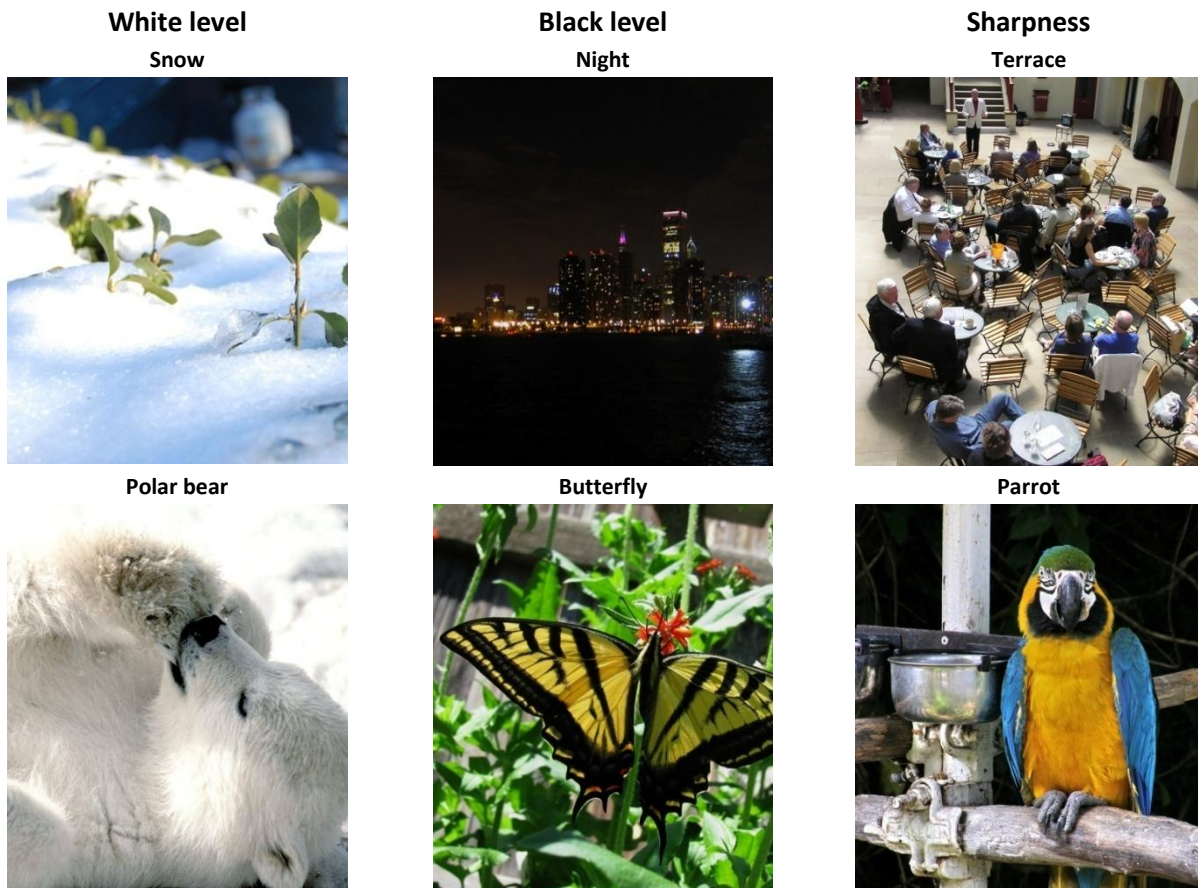 White level
Black level
Sharpness
Snow
Night
Terrace
Polar bear
Butterfly
Parrot